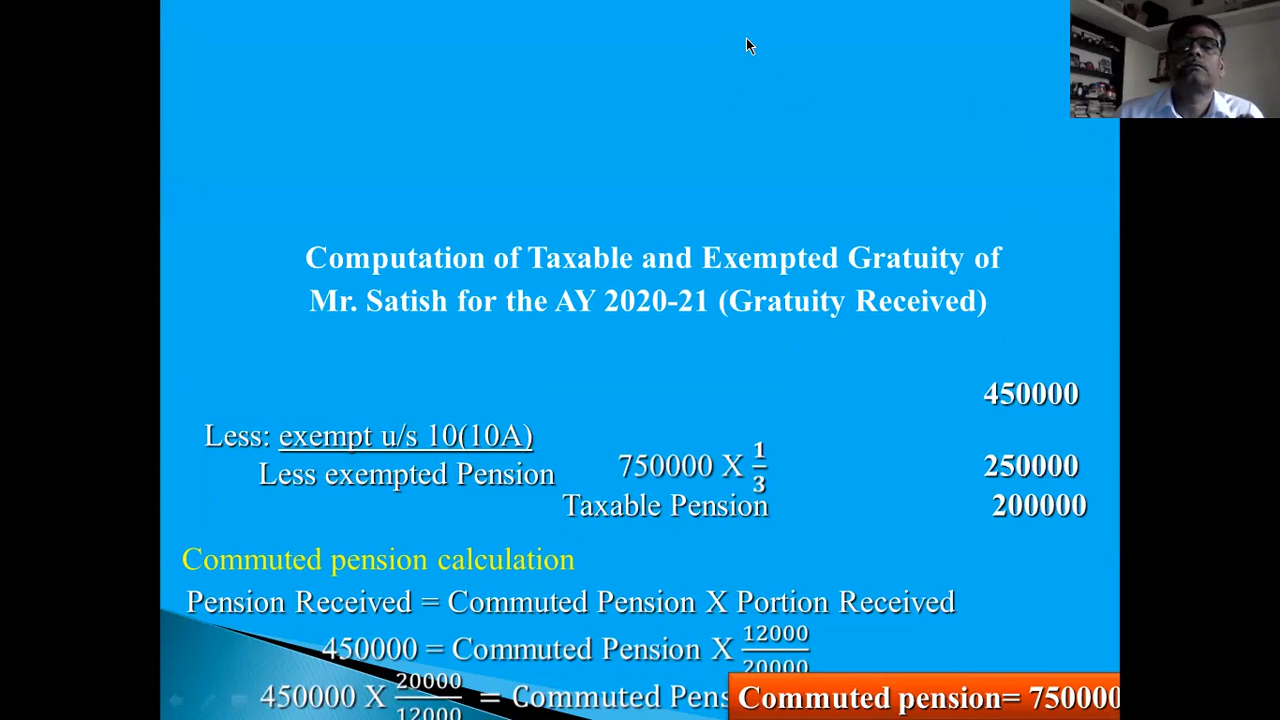 Computation of Taxable and Exempted Gratuity of
Mr. Satish for the AY 2020-21 (Gratuity Received)
450000
Less: exempt u/s 10(10A)
Less exempted Pension 750000 X 1/3 250000
Taxable Pension 200000
Commuted pension calculation
Pension Received = Commuted Pension X Portion Received
450000 = Commuted Pension X 12000/20000
450000 X 20000/12000 = Commuted Pens
Commuted pension= 750000